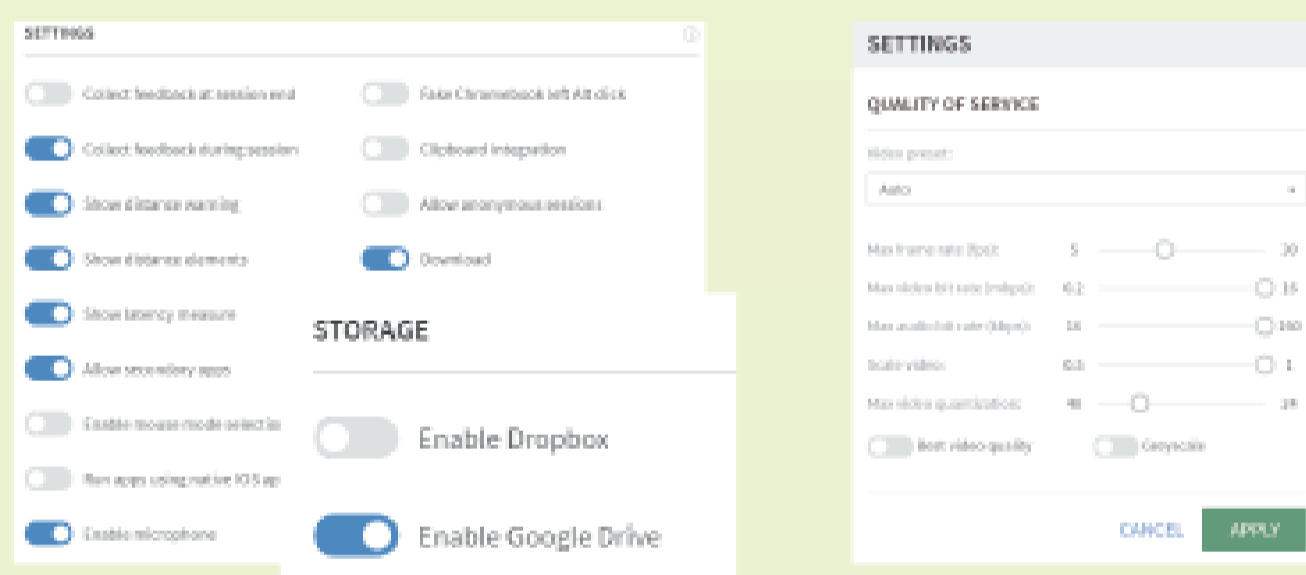 SETTINGS
Collect feedback at session end
Collect feedback during session
Show distance warning
Show distance elements
Show latency measure
Allow secondary apps
Enable mouse mode selectio
Run apps using native IOS ap
Enable microphone
Fake Chromebook left Alt click
Clipboard integration
Allow anonymous sessions
Download
STORAGE
Enable Dropbox
Enable Google Drive
SETTINGS
QUALITY OF SERVICE
Video preset:
Auto
Max frame rate (fps): 5 30
Max video bit rate (mbps): 0.2 15
Max audio bit rate (kbps): 16 160
Scale video: 1
Max video quantization: 24
Best video quality Greyscale
CANCEL APPLY